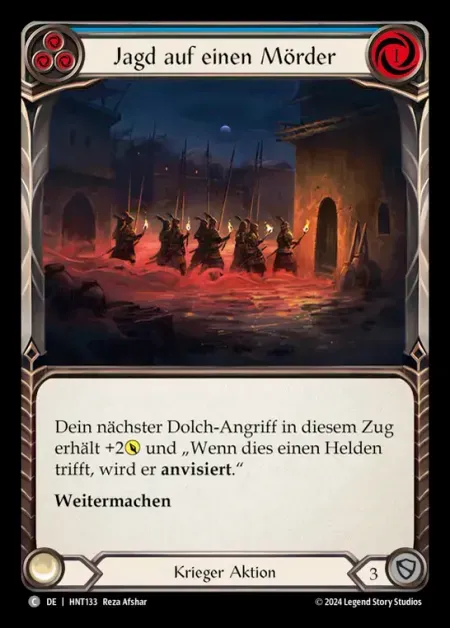 Jagd auf einen Mörder
1
Dein nächster Dolch-Angriff in diesem Zug
erhält +2 und „Wenn dies einen Helden
trifft, wird er anvisiert.“
Weitermachen
Krieger Aktion
3
C DE | HNT133 Reza Afshar
© 2024 Legend Story Studios